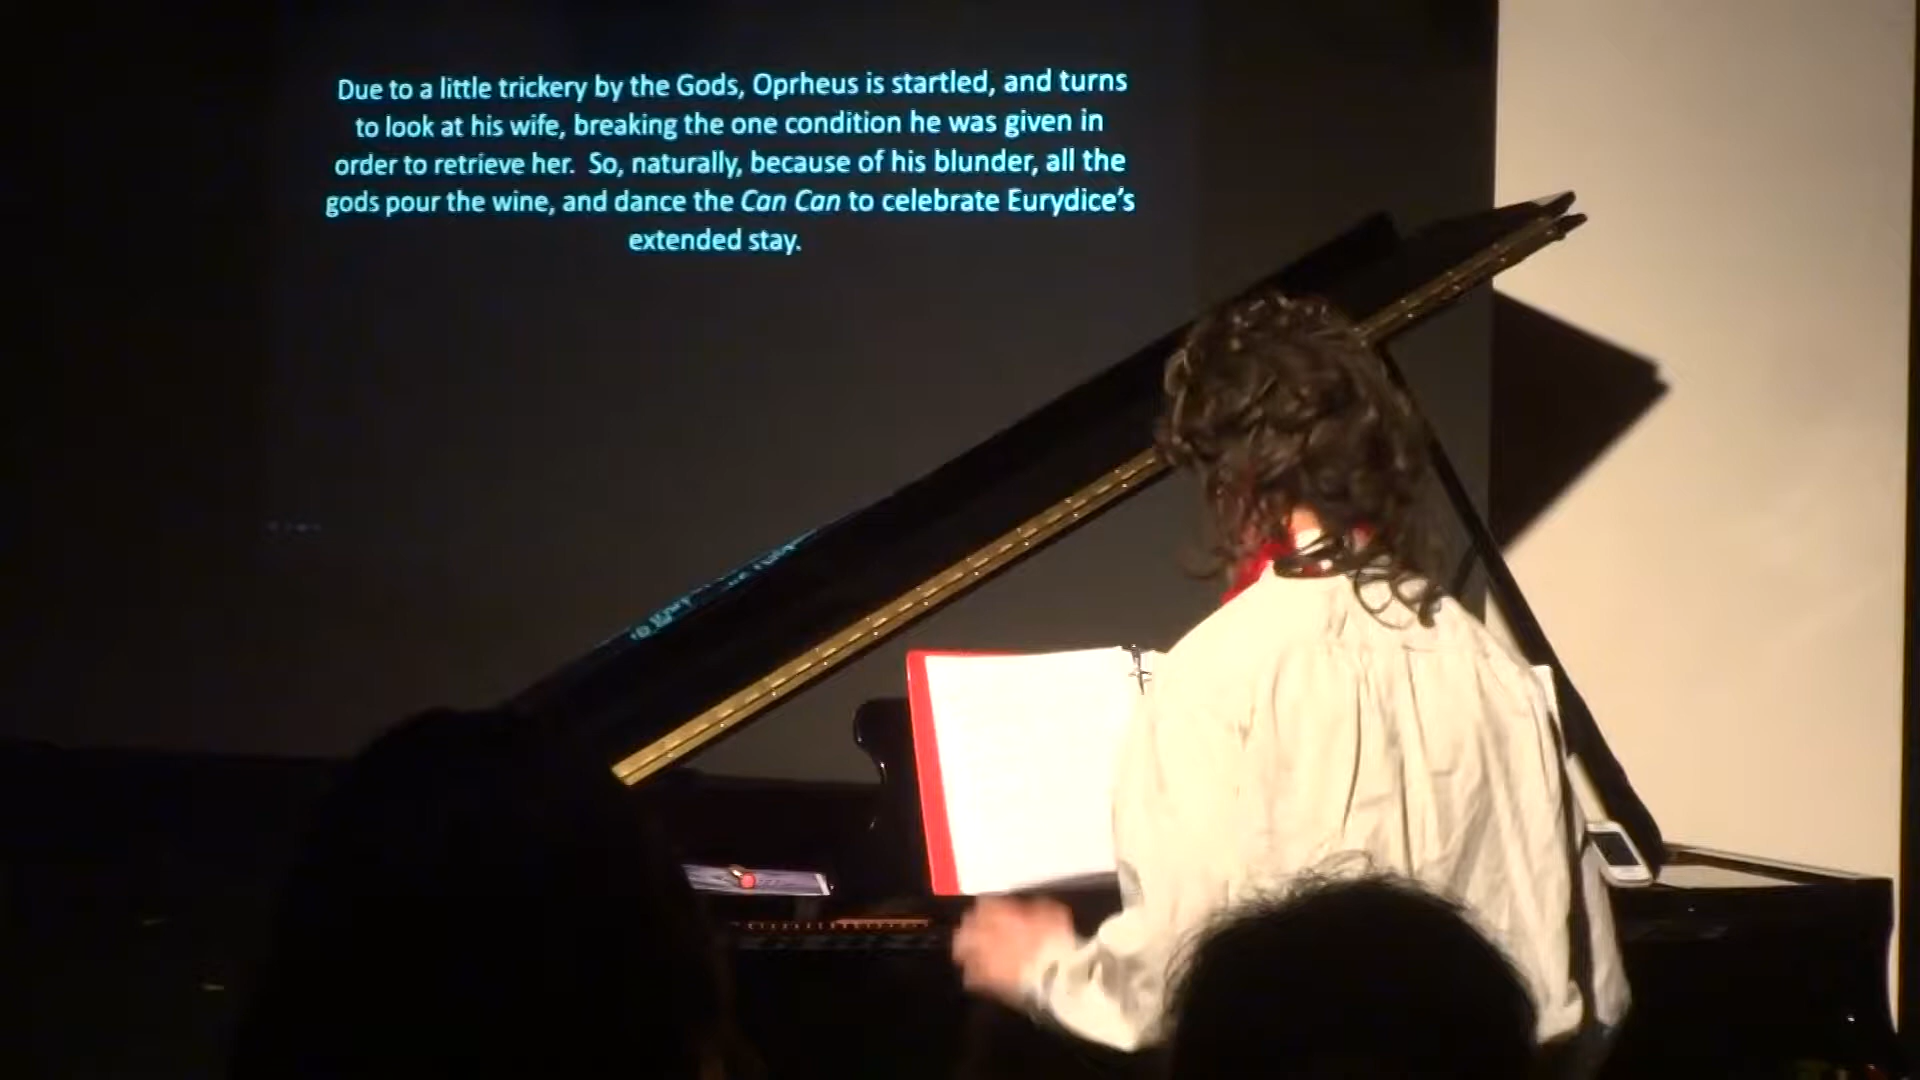 Due to a little trickery by the Gods, Oprheus is startled, and turns
to look at his wife, breaking the one condition he was given in
order to retrieve her.  So, naturally, because of his blunder, all the
gods pour the wine, and dance the Can Can to celebrate Eurydice's
extended stay.